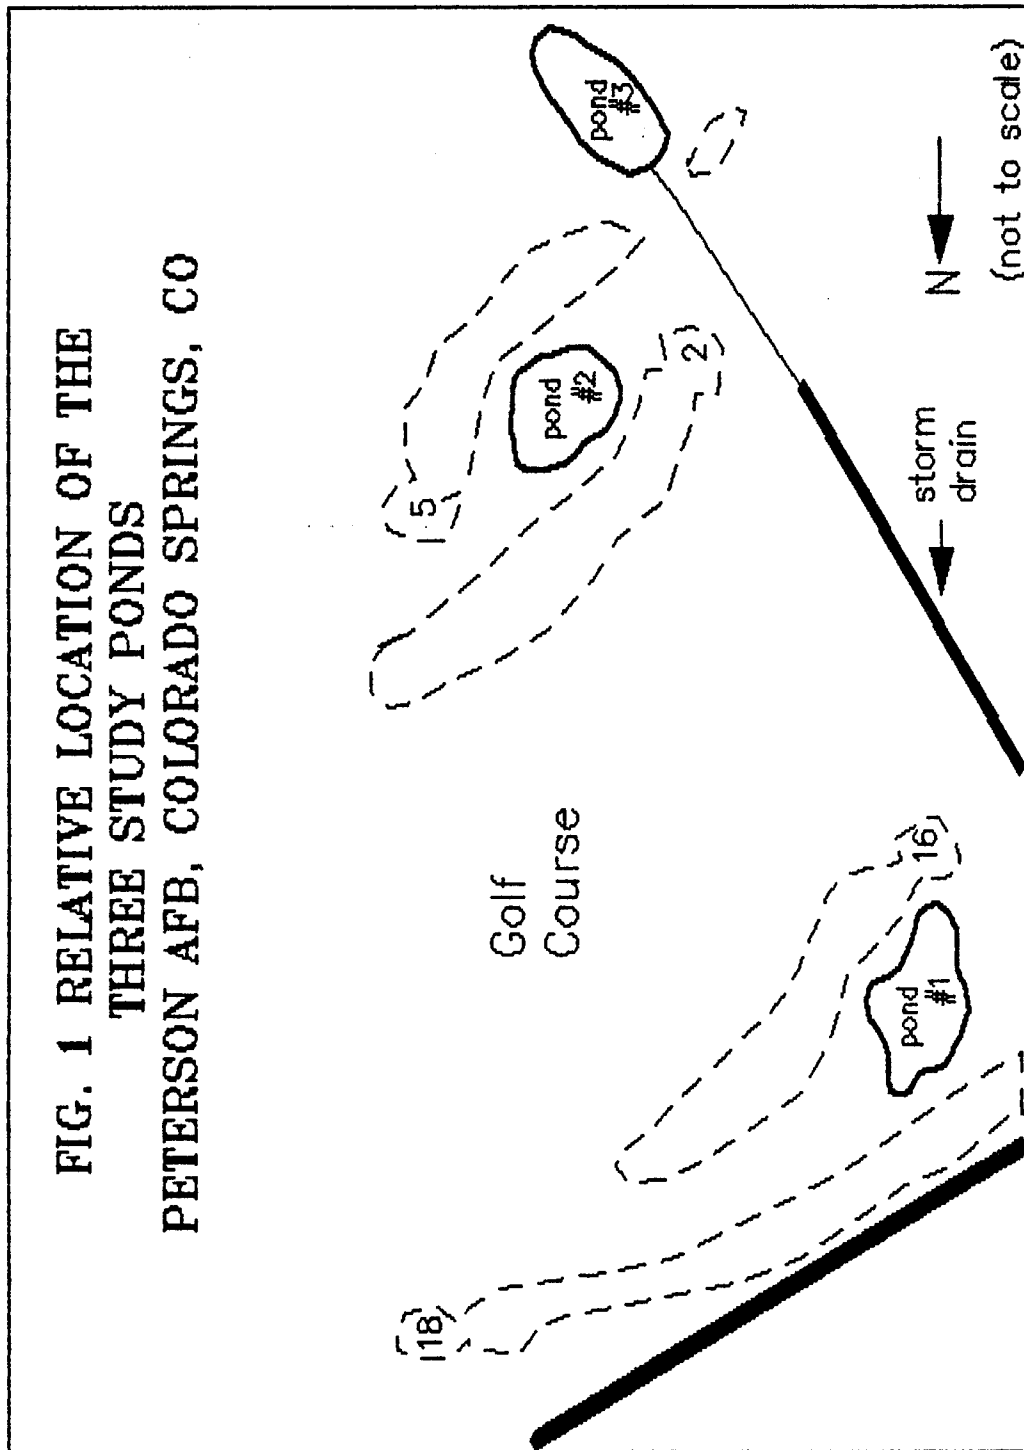 FIG. 1 RELATIVE LOCATION OF THE
THREE STUDY PONDS
PETERSON AFB, COLORADO SPRINGS, CO
18
5
Golf
Course
pond
#2
pond
#3
2
16
pond
#1
storm
drain
N
(not to scale)